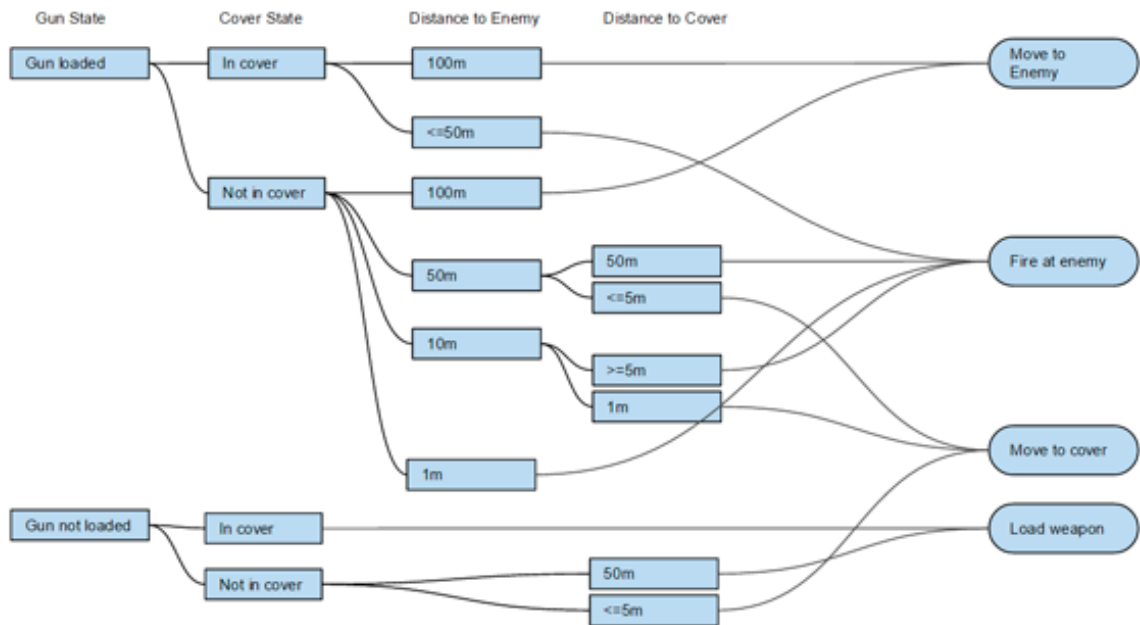 Gun State
Cover State
Distance to Enemy
Distance to Cover
Gun loaded
In cover
100m
Move to
Enemy
<=50m
Not in cover
100m
50m
50m
Fire at enemy
<=5m
10m
>=5m
1m
1m
Move to cover
Gun not loaded
In cover
Load weapon
Not in cover
50m
<=5m